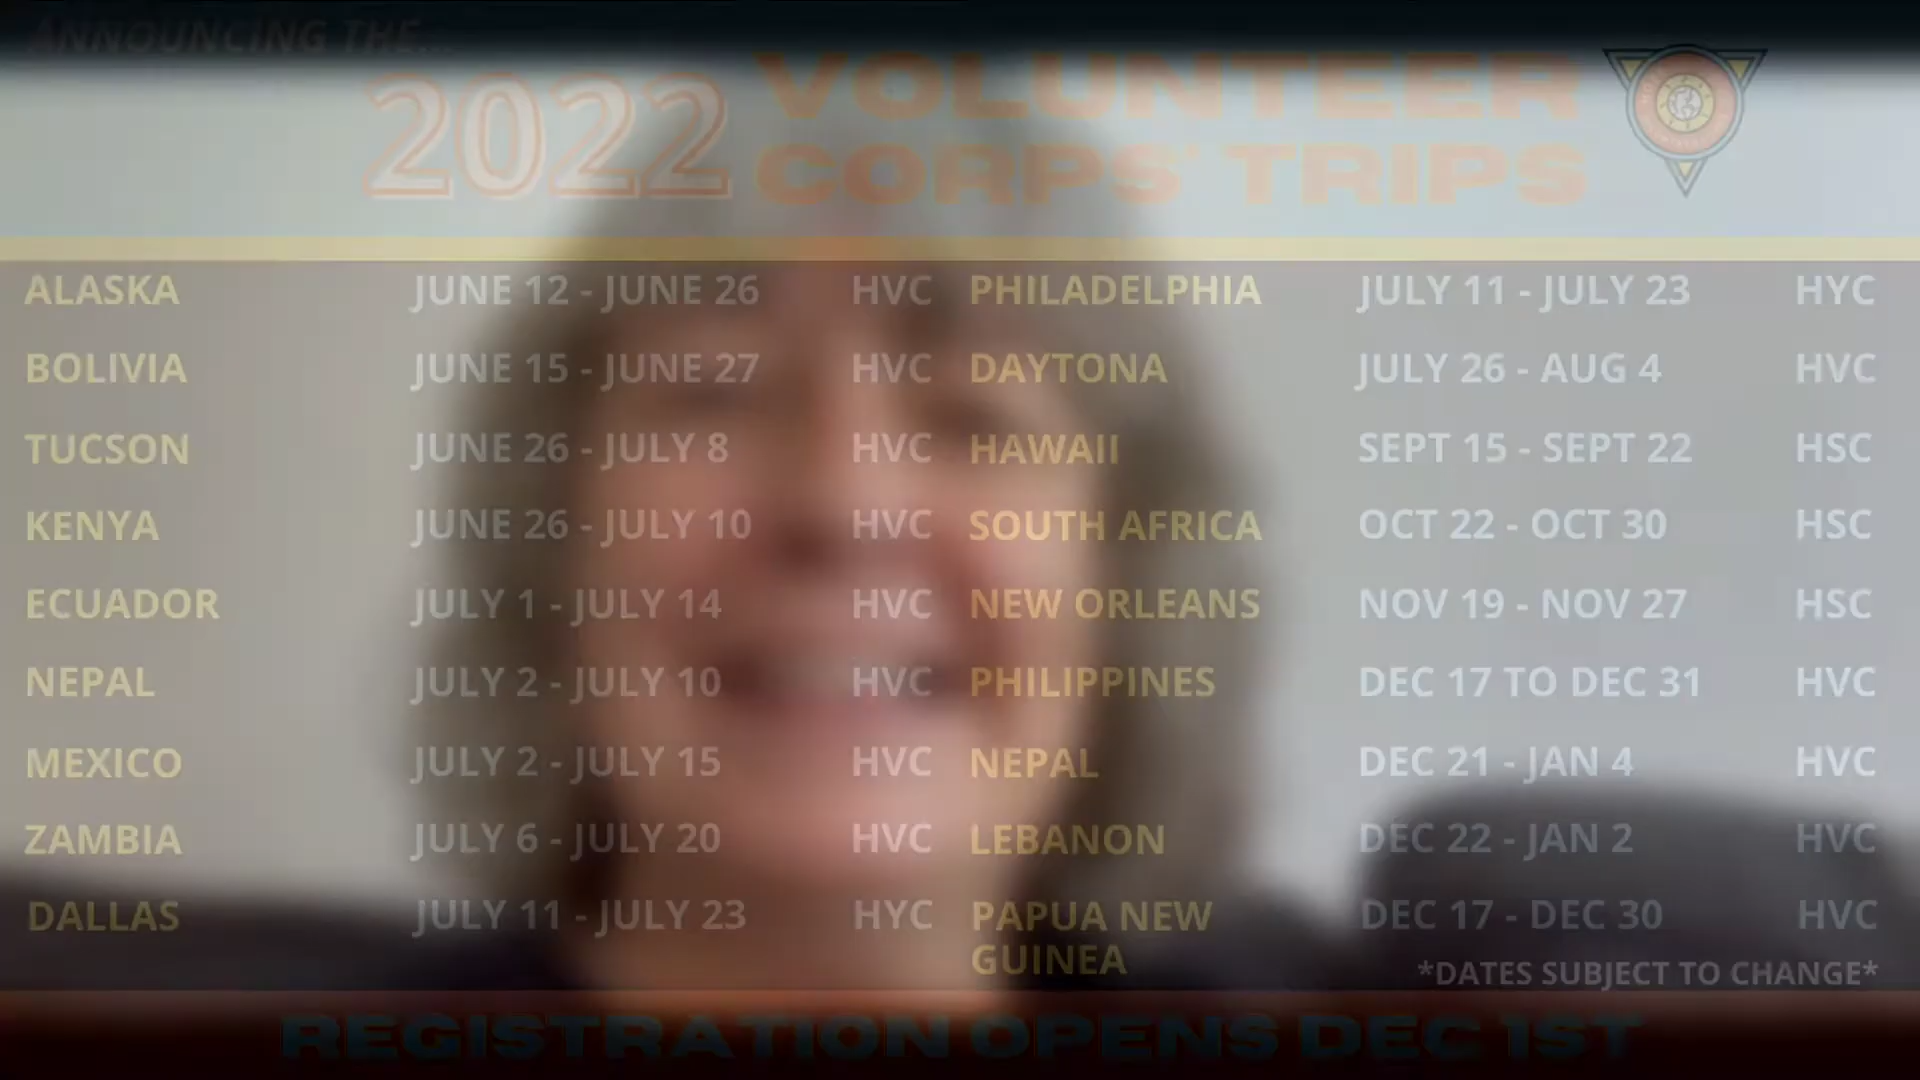 ANNOUNCING THE...
2022 VOLUNTEER
CORPS' TRIPS
ALASKA JUNE 12 - JUNE 26 HVC
BOLIVIA JUNE 15 - JUNE 27 HVC
TUCSON JUNE 26 - JULY 8 HVC
KENYA JUNE 26 - JULY 10 HVC
ECUADOR JULY 1 - JULY 14 HVC
NEPAL JULY 2 - JULY 10 HVC
MEXICO JULY 2 - JULY 15 HVC
ZAMBIA JULY 6 - JULY 20 HVC
DALLAS JULY 11 - JULY 23 HYC
PHILADELPHIA JULY 11 - JULY 23 HYC
DAYTONA JULY 26 - AUG 4 HVC
HAWAII SEPT 15 - SEPT 22 HSC
SOUTH AFRICA OCT 22 - OCT 30 HSC
NEW ORLEANS NOV 19 - NOV 27 HSC
PHILIPPINES DEC 17 TO DEC 31 HVC
NEPAL DEC 21 - JAN 4 HVC
LEBANON DEC 22 - JAN 2 HVC
PAPUA NEW DEC 17 - DEC 30 HVC
GUINEA
*DATES SUBJECT TO CHANGE*
REGISTRATION OPENS DEC 1ST